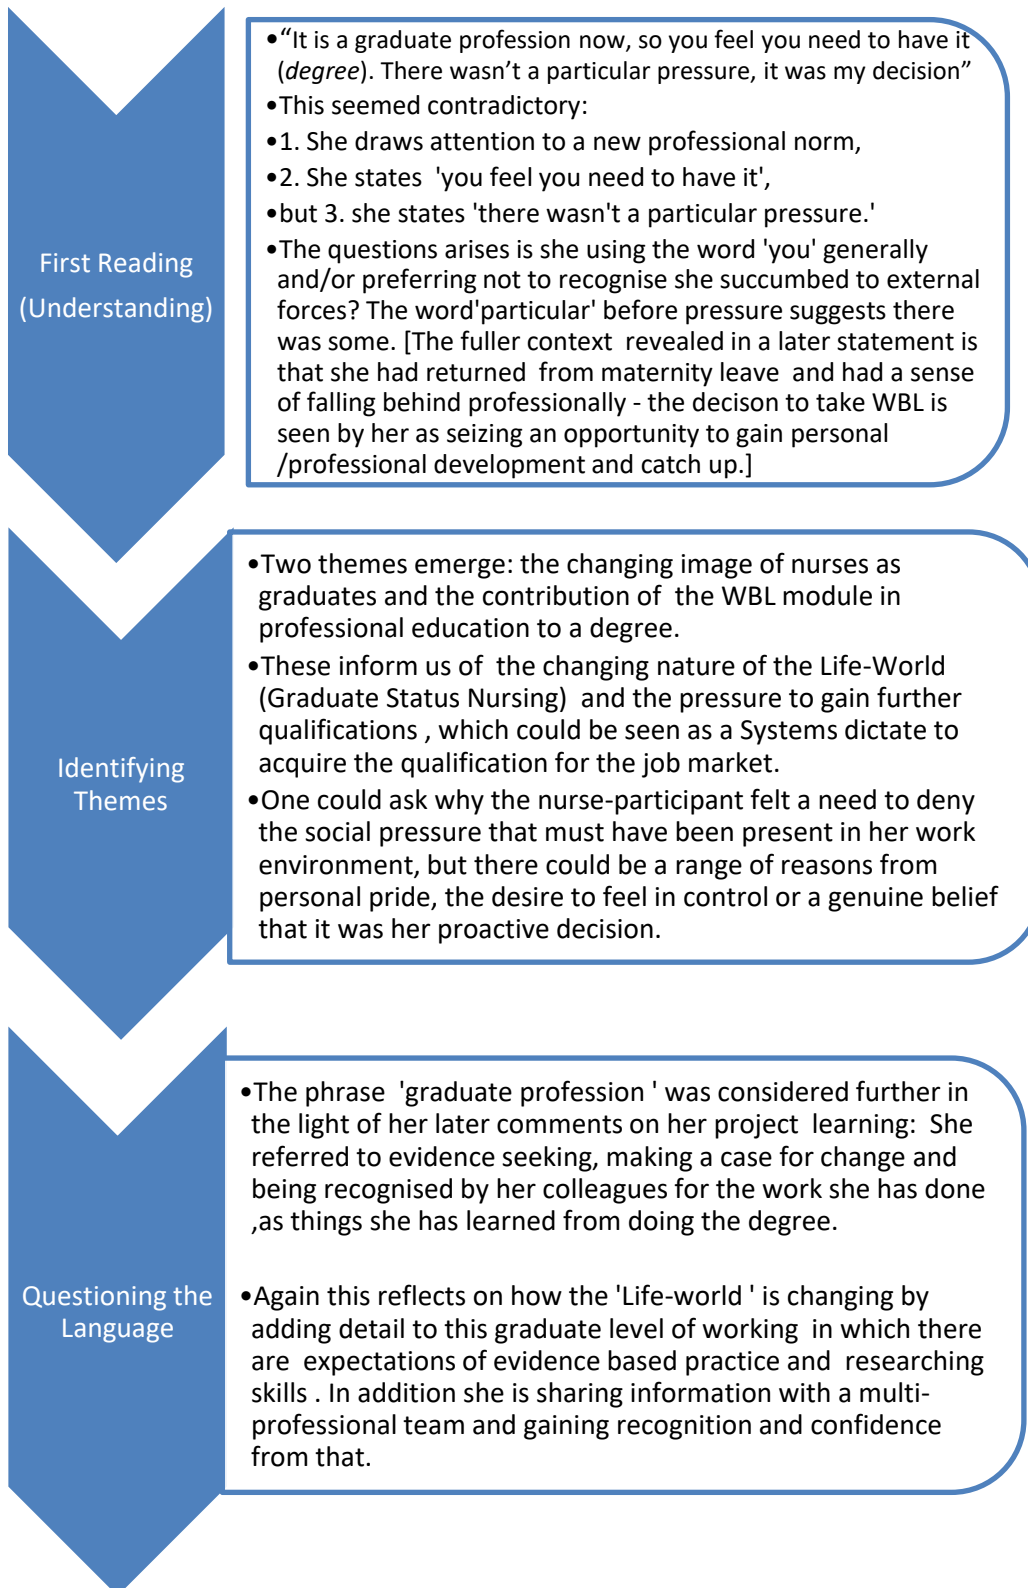 First Reading
(Understanding)
•“It is a graduate profession now, so you feel you need to have it
(degree). There wasn’t a particular pressure, it was my decision”
•This seemed contradictory:
•1. She draws attention to a new professional norm,
•2. She states  'you feel you need to have it',
•but 3. she states 'there wasn't a particular pressure.'
•The questions arises is she using the word 'you' generally
and/or preferring not to recognise she succumbed to external
forces? The word'particular' before pressure suggests there
was some. [The fuller context  revealed in a later statement is
that she had returned  from maternity leave  and had a sense
of falling behind professionally - the decison to take WBL is
seen by her as seizing an opportunity to gain personal
/professional development and catch up.]
Identifying
Themes
•Two themes emerge: the changing image of nurses as
graduates and the contribution of  the WBL module in
professional education to a degree.
•These inform us of  the changing nature of the Life-World
(Graduate Status Nursing)  and the pressure to gain further
qualifications , which could be seen as a Systems dictate to
acquire the qualification for the job market.
•One could ask why the nurse-participant felt a need to deny
the social pressure that must have been present in her work
environment, but there could be a range of reasons from
personal pride, the desire to feel in control or a genuine belief
that it was her proactive decision.
Questioning the
Language
•The phrase  'graduate profession ' was considered further in
the light of her later comments on her project  learning:  She
referred to evidence seeking, making a case for change and
being recognised by her colleagues for the work she has done
,as things she has learned from doing the degree.
•Again this reflects on how the 'Life-world ' is changing by
adding detail to this graduate level of working  in which there
are  expectations of evidence based practice and  researching
skills . In addition she is sharing information with a multi-
professional team and gaining recognition and confidence
from that.